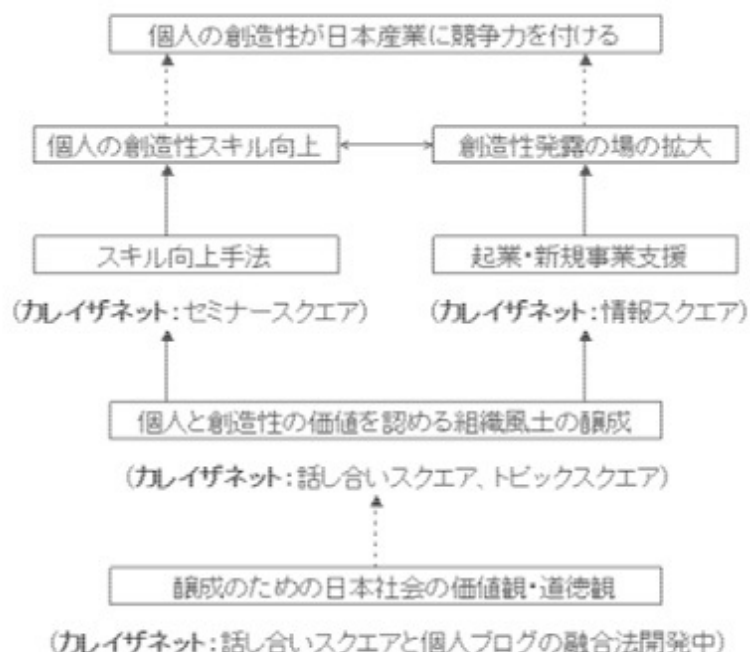 個人の創造性が日本産業に競争力を付ける
個人の創造性スキル向上
創造性発露の場の拡大
スキル向上手法
起業・新規事業支援
(カレイザネット:セミナースクエア)
(カレイザネット:情報スクエア)
個人と創造性の価値を認める組織風土の醸成
(カレイザネット:話し合いスクエア、トピックスクエア)
醸成のための日本社会の価値観・道徳観
(カレイザネット:話し合いスクエアと個人ブログの融合法開発中)